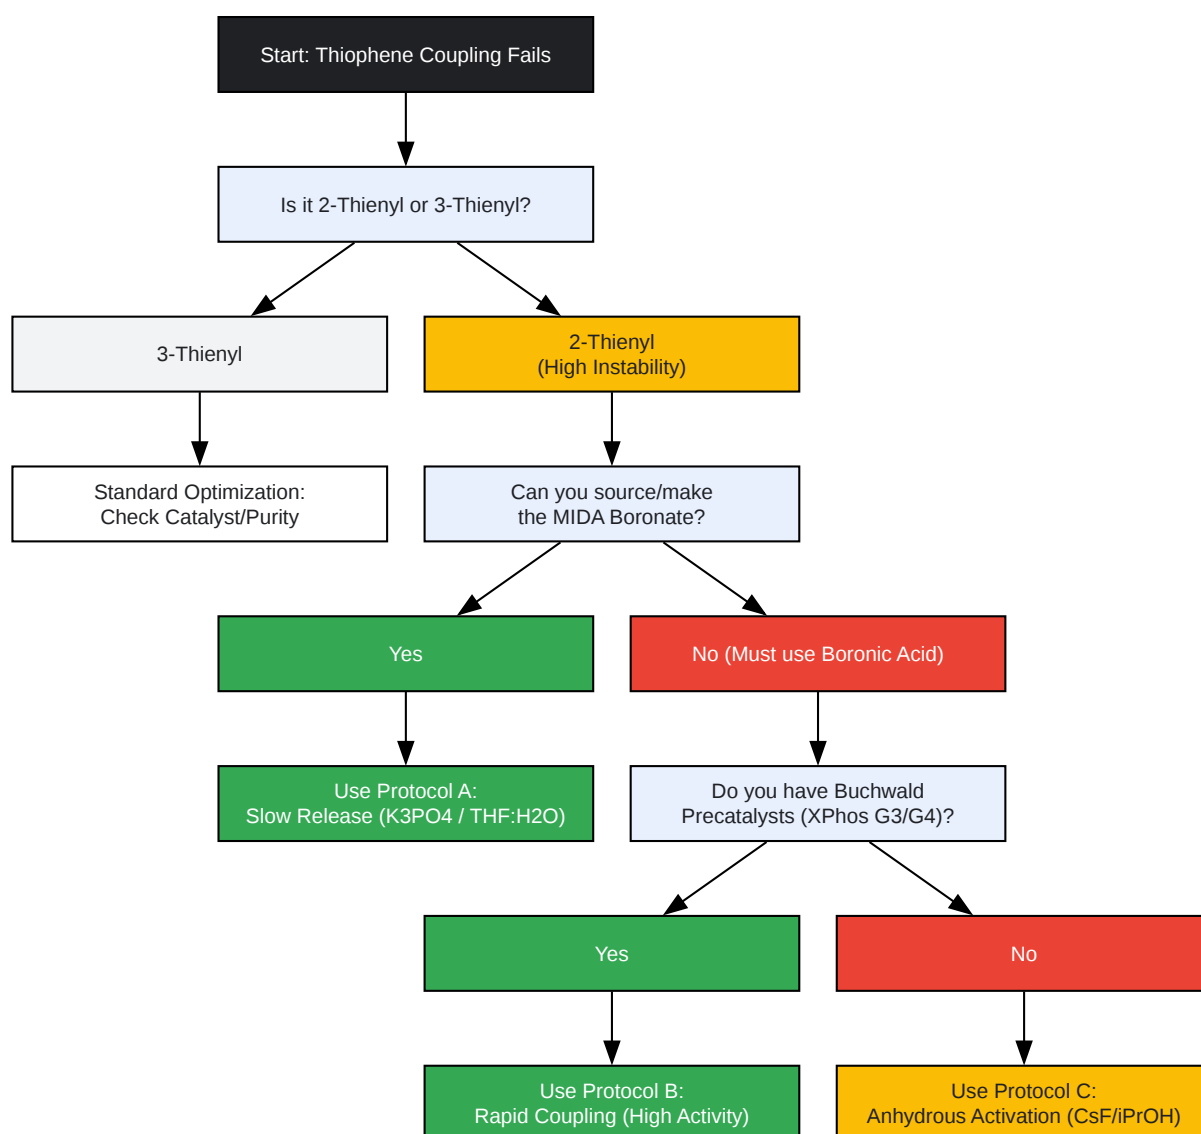 Start: Thiophene Coupling Fails
Is it 2-Thienyl or 3-Thienyl?
3-Thienyl
2-Thienyl
(High Instability)
Standard Optimization:
Check Catalyst/Purity
Can you source/make
the MIDA Boronate?
Yes
No (Must use Boronic Acid)
Use Protocol A:
Slow Release (K3PO4 / THF:H2O)
Do you have Buchwald
Precatalysts (XPhos G3/G4)?
Yes
No
Use Protocol B:
Rapid Coupling (High Activity)
Use Protocol C:
Anhydrous Activation (CsF/iPrOH)